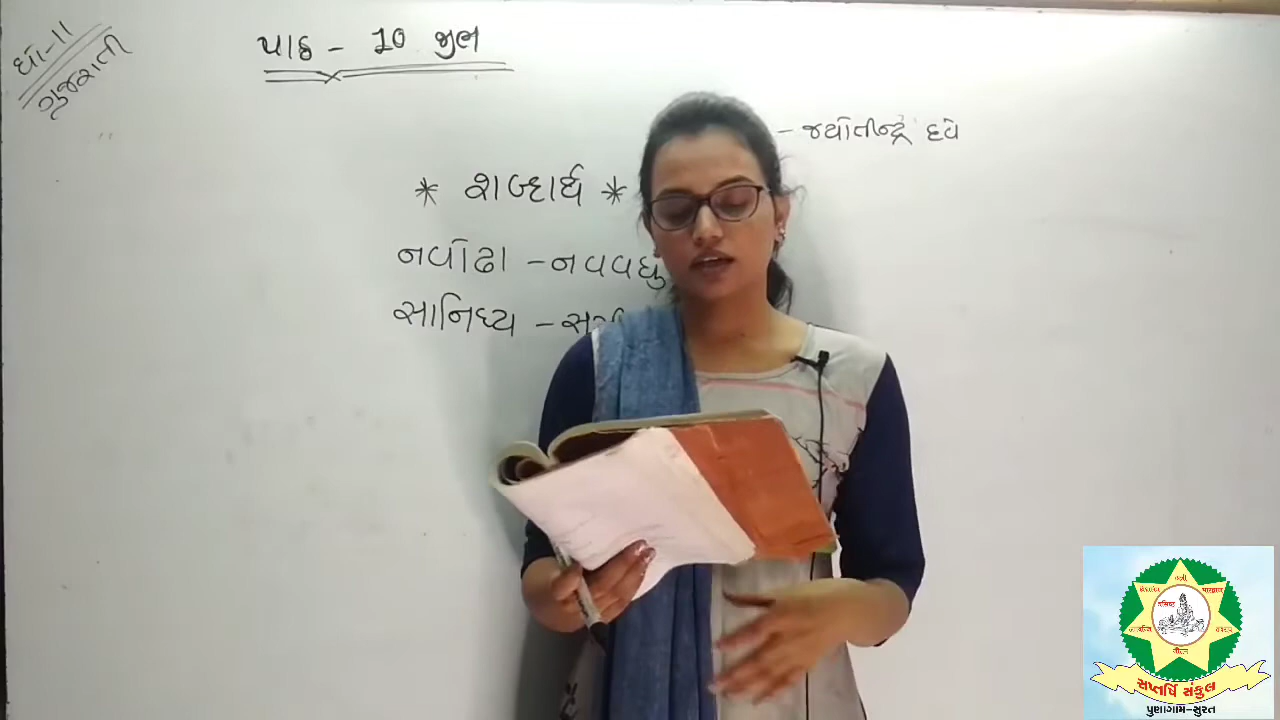 ધો-11
ગુજરાતી
પાઠ - 10 જીભ
- જ્યોતીન્દ્ર દવે
* શબ્દાર્થ *
નવોઢા - નવવધુ
સાનિધ્ય -
સપ્તર્ષિ સંકુલ
પુણાગામ-સુરત